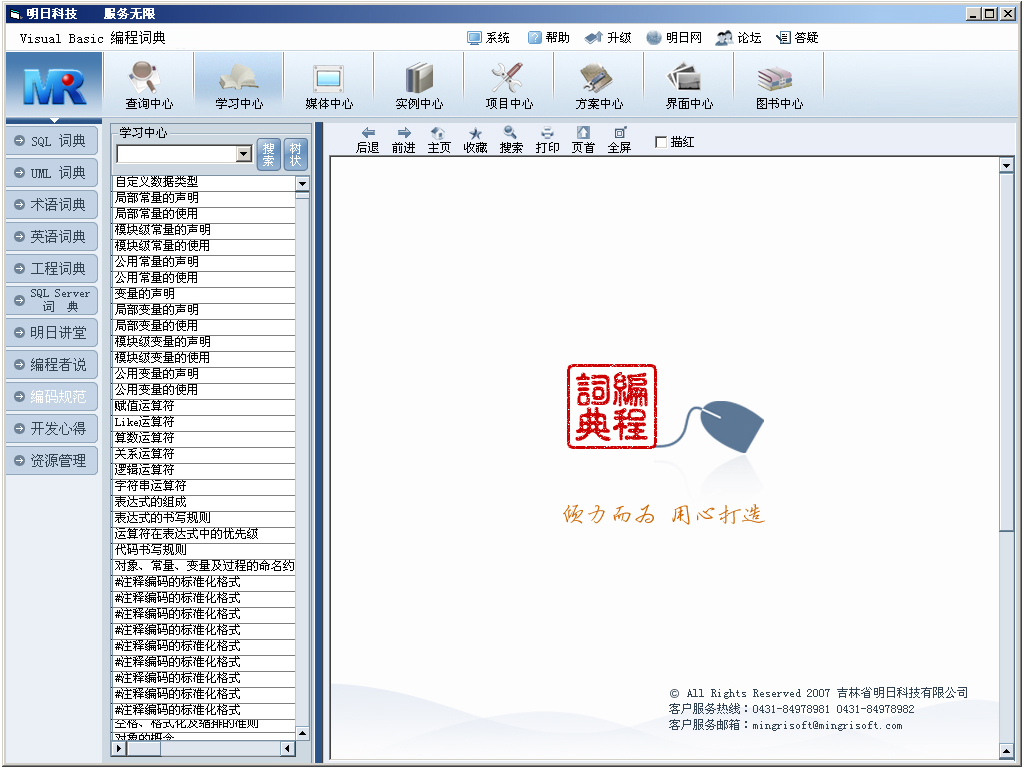 明日科技 服务无限
Visual Basic 编程词典
系统 帮助 升级 明日网 论坛 答疑
MR
查询中心 学习中心 媒体中心 实例中心 项目中心 方案中心 界面中心 图书中心
SQL 词典
UML 词典
术语词典
英语词典
工程词典
SQL Server
词 典
明日讲堂
编程者说
编码规范
开发心得
资源管理
学习中心
搜索
树状
自定义数据类型
局部常量的声明
局部常量的使用
模块级常量的声明
模块级常量的使用
公用常量的声明
公用常量的使用
变量的声明
局部变量的声明
局部变量的使用
模块级变量的声明
模块级变量的使用
公用变量的声明
公用变量的使用
赋值运算符
Like运算符
算数运算符
关系运算符
逻辑运算符
字符串运算符
表达式的组成
表达式的书写规则
运算符在表达式中的优先级
代码书写规则
对象、常量、变量及过程的命名约
#注释编码的标准化格式
#注释编码的标准化格式
#注释编码的标准化格式
#注释编码的标准化格式
#注释编码的标准化格式
#注释编码的标准化格式
#注释编码的标准化格式
#注释编码的标准化格式
#注释编码的标准化格式
空格、格式化及缩排的准则
对象的概念
后退 前进 主页 收藏 搜索 打印 页首 全屏 描红
編程
詞典
倾力而为 用心打造
© All Rights Reserved 2007 吉林省明日科技有限公司
客户服务热线：0431-84978981 0431-84978982
客户服务邮箱：mingrisoft@mingrisoft.com